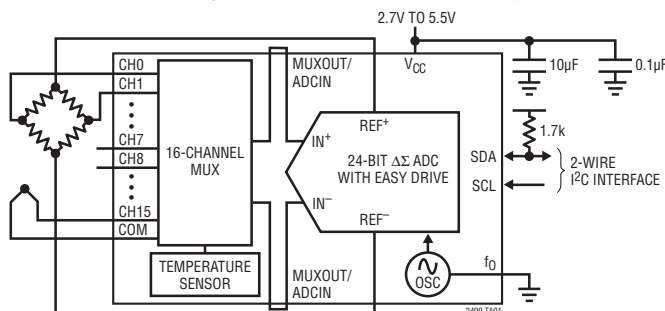 2.7V TO 5.5V
CH0
CH1
CH7
CH8
CH15
COM
16-CHANNEL
MUX
TEMPERATURE
SENSOR
MUXOUT/
ADCIN
VCC
10µF
0.1µF
REF+
IN+
24-BIT ΔΣ ADC
WITH EASY DRIVE
IN–
REF–
1.7k
SDA
SCL
2-WIRE
I2C INTERFACE
MUXOUT/
ADCIN
OSC
fO
2499 TA01